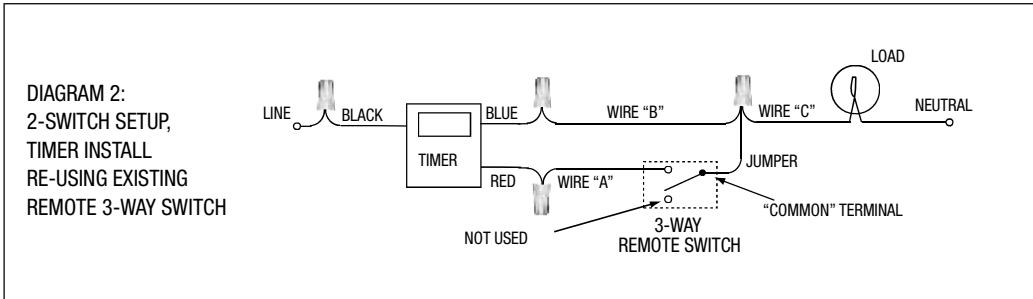 DIAGRAM 2:
2-SWITCH SETUP,
TIMER INSTALL
RE-USING EXISTING
REMOTE 3-WAY SWITCH
LINE
BLACK
TIMER
BLUE
RED
WIRE "B"
WIRE "A"
WIRE "C"
LOAD
NEUTRAL
JUMPER
"COMMON" TERMINAL
NOT USED
3-WAY
REMOTE SWITCH